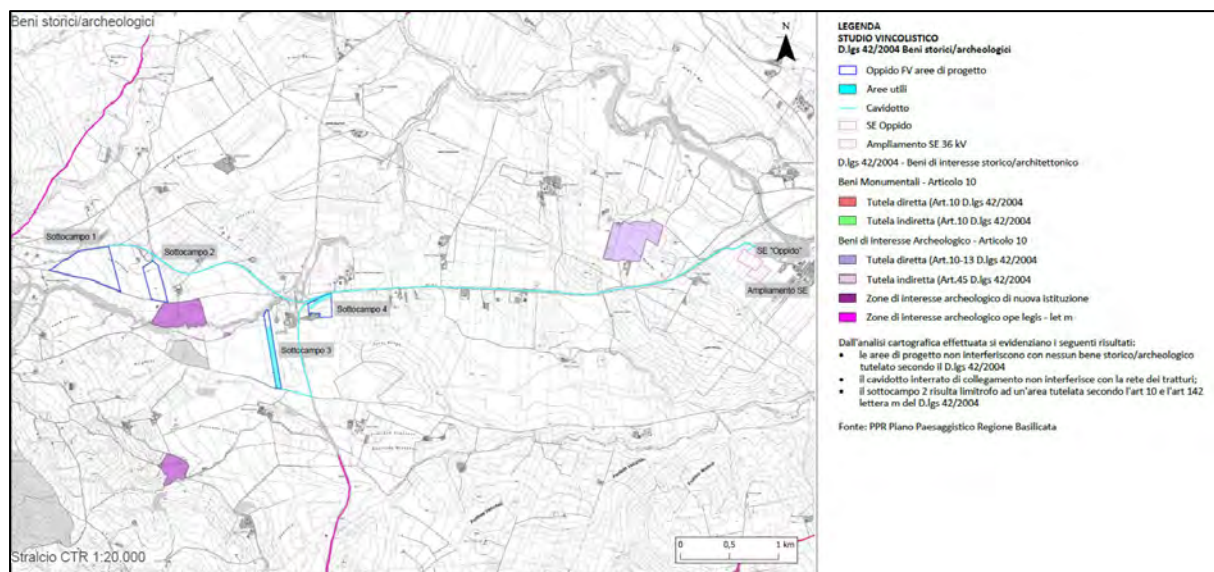 Beni storici/archeologici
N
Sottocampo 1
Sottocampo 2
SE "Oppido"
Ampliamento SE
Sottocampo 4
Sottocampo 3
Stralcio CTR 1:20.000
0 0,5 1 km
LEGENDA
STUDIO VINCOLISTICO
D.lgs 42/2004 Beni storici/archeologici
Oppido FV aree di progetto
Aree utili
Cavidotto
SE Oppido
Ampliamento SE 36 kV
D.lgs 42/2004 - Beni di interesse storico/architettonico
Beni Monumentali - Articolo 10
Tutela diretta (Art.10 D.lgs 42/2004
Tutela indiretta (Art.10 D.lgs 42/2004
Beni di Interesse Archeologico - Articolo 10
Tutela diretta (Art.10-13 D.lgs 42/2004
Tutela indiretta (Art.45 D.lgs 42/2004
Zone di interesse archeologico di nuova istituzione
Zone di interesse archeologico ope legis - let m
Dall'analisi cartografica effettuata si evidenziano i seguenti risultati:
• le aree di progetto non interferiscono con nessun bene storico/archeologico
tutelato secondo il D.lgs 42/2004
• il cavidotto interrato di collegamento non interferisce con la rete dei tratturi;
▪ il sottocampo 2 risulta limitrofo ad un'area tutelata secondo l'art 10 e l'art 142
lettera m del D.lgs 42/2004
Fonte: PPR Piano Paesaggistico Regione Basilicata